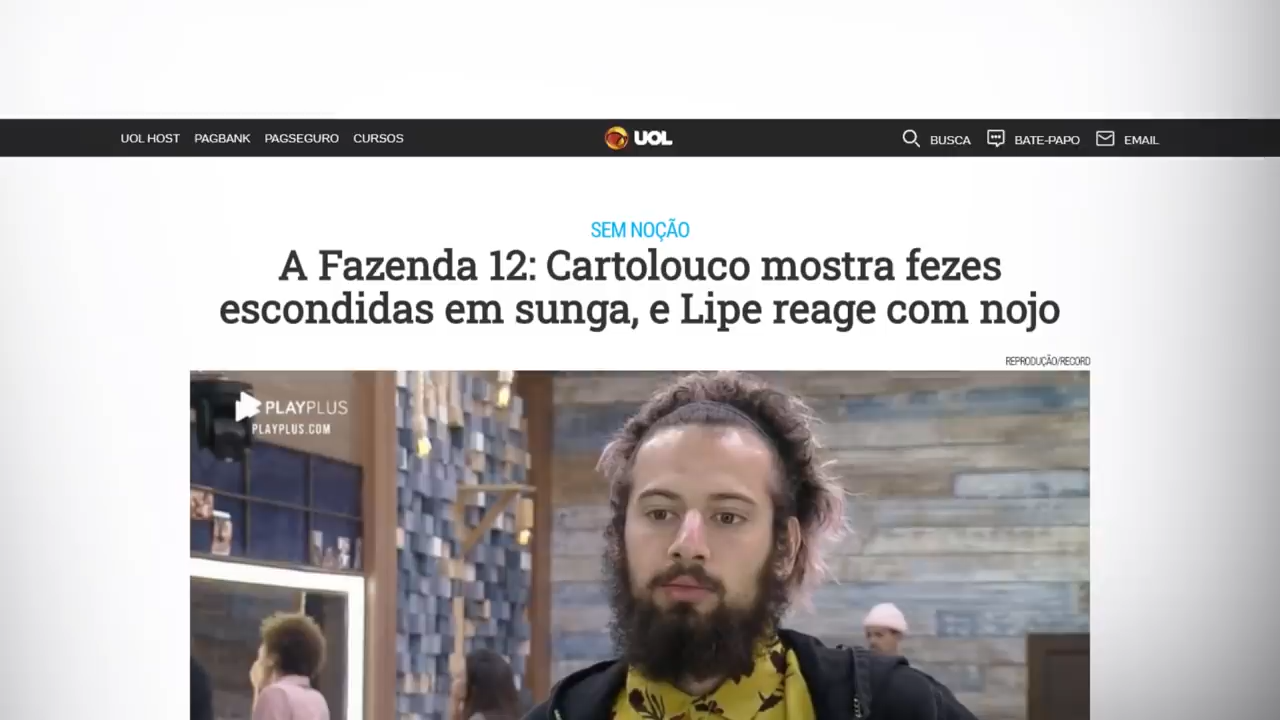 UOL HOST PAGBANK PAGSEGURO CURSOS UOL BUSCA BATE-PAPO EMAIL
SEM NOÇÃO
A Fazenda 12: Cartolouco mostra fezes
escondidas em sunga, e Lipe reage com nojo
REPRODUÇÃO/RECORD
PLAYPLUS
PLAYPLUS.COM